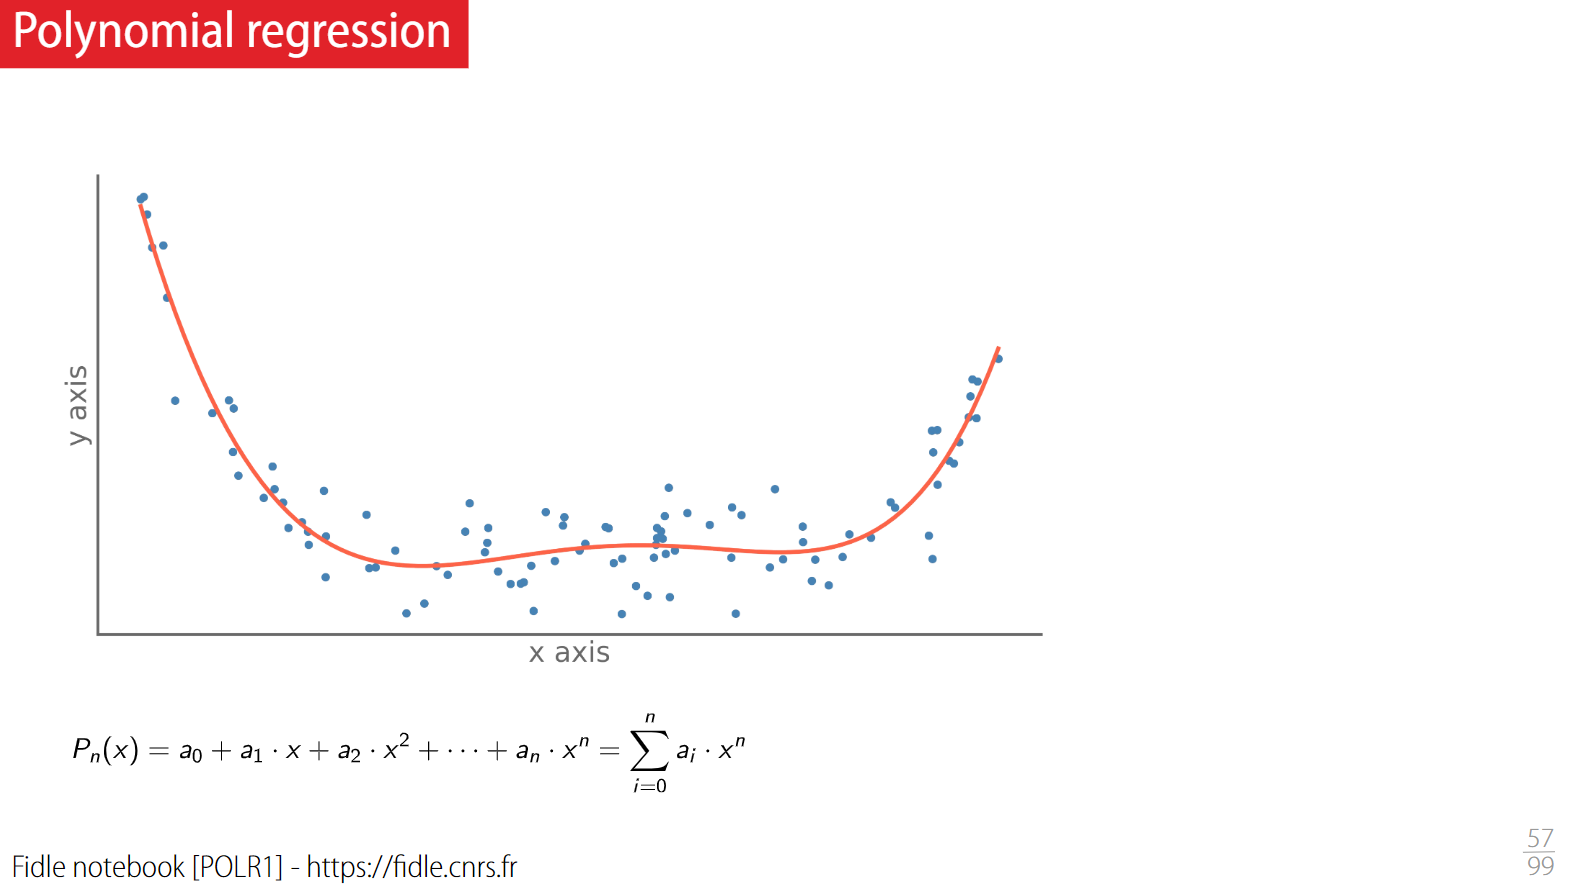 Polynomial regression
y axis
x axis
Pₙ(x) = a₀ + a₁ · x + a₂ · x² + · · · + aₙ · xⁿ = ∑ᵢ₌₀ⁿ aᵢ · xⁿ
Fidle notebook [POLR1] - https://fidle.cnrs.fr
57
99